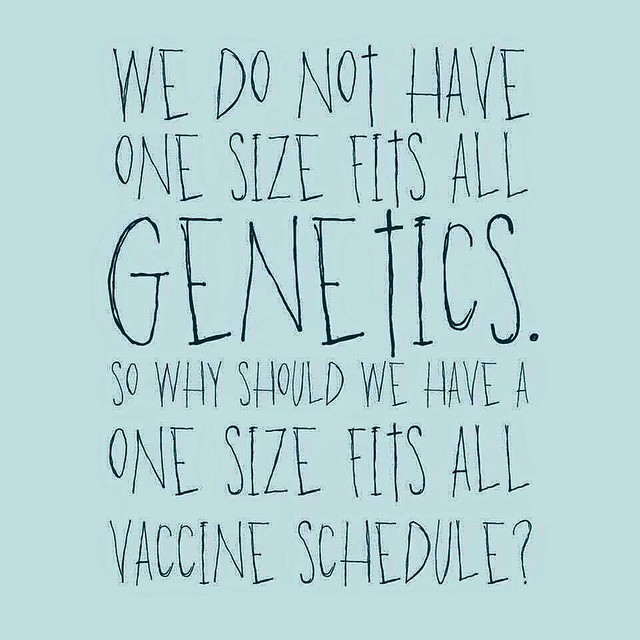 WE DO NOT HAVE
ONE SIZE FITS ALL
GENETICS.
SO WHY SHOULD WE HAVE A
ONE SIZE FITS ALL
VACCINE SCHEDULE?